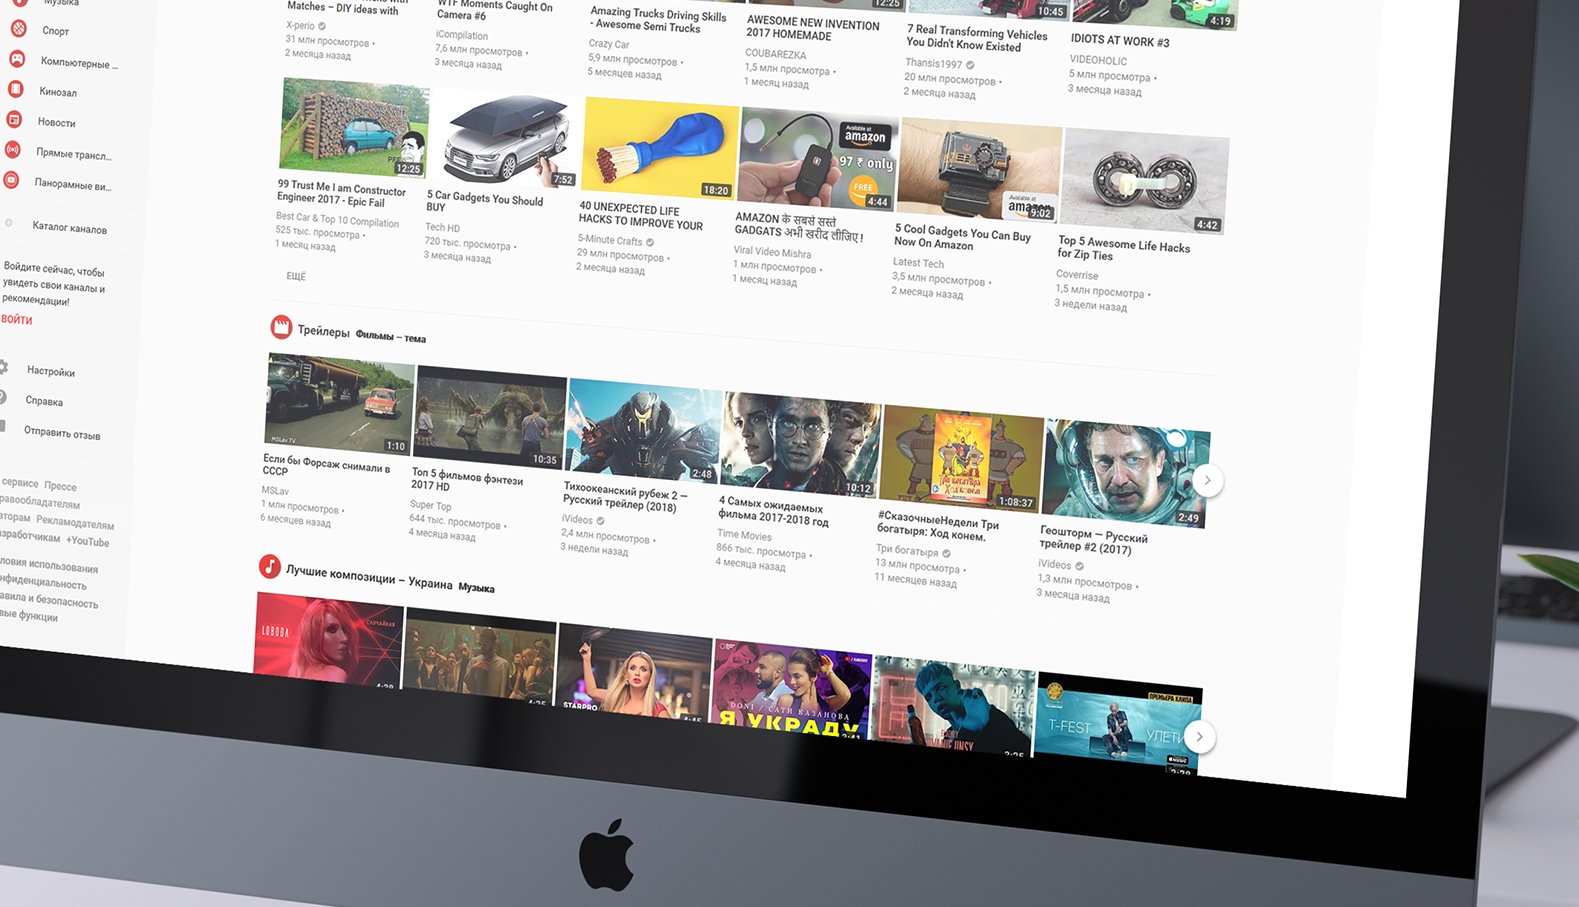 Музыка
Спорт
Компьютерные ...
Кинозал
Новости
Прямые трансл...
Панорамные ви...
Каталог каналов
Войдите сейчас, чтобы
увидеть свои каналы и
рекомендации!
ВОЙТИ
Настройки
Справка
Отправить отзыв
сервисе Прессе
Рекламодателям
+YouTube
использования
и безопасность
функции
Matches – DIY ideas with
X-perio
31 млн просмотров •
2 месяца назад
WTF Moments Caught On
Camera #6
iCompilation
7,6 млн просмотров •
3 месяца назад
Amazing Trucks Driving Skills
- Awesome Semi Trucks
Crazy Car
5,9 млн просмотров •
5 месяцев назад
12:25
AWESOME NEW INVENTION
2017 HOMEMADE
COUBAREZKA
1,5 млн просмотра •
1 месяц назад
10:45
7 Real Transforming Vehicles
You Didn't Know Existed
Thansis1997
20 млн просмотров •
2 месяца назад
4:19
IDIOTS AT WORK #3
VIDEOHOLIC
5 млн просмотра •
3 месяца назад
12:25
99 Trust Me I am Constructor
Engineer 2017 - Epic Fail
Best Car & Top 10 Compilation
525 тыс. просмотра •
1 месяц назад
7:52
5 Car Gadgets You Should
BUY
Tech HD
720 тыс. просмотра •
3 месяца назад
18:20
40 UNEXPECTED LIFE
HACKS TO IMPROVE YOUR
5-Minute Crafts
29 млн просмотров •
2 месяца назад
Available at
amazon
97 ₹ only
FREE
4:44
AMAZON के सबसे सस्ते
GADGATS अभी खरीद लीजिए !
Viral Video Mishra
1 млн просмотров •
1 месяц назад
Available at
amazon
9:02
5 Cool Gadgets You Can Buy
Now On Amazon
Latest Tech
3,5 млн просмотров •
2 месяца назад
4:42
Top 5 Awesome Life Hacks
for Zip Ties
Coverrise
1,5 млн просмотра •
3 недели назад
ЕЩЁ
Трейлеры Фильмы – тема
MSLav TV
1:10
Если бы Форсаж снимали в
СССР
MSLav
1 млн просмотров •
6 месяцев назад
10:35
Топ 5 фильмов фэнтези
2017 HD
Super Top
644 тыс. просмотров •
4 месяца назад
2:48
Тихоокеанский рубеж 2 —
Русский трейлер (2018)
iVideos
2,4 млн просмотров •
3 недели назад
10:12
4 Самых ожидаемых
фильма 2017-2018 год
Time Movies
866 тыс. просмотра •
4 месяца назад
Три богатыря
Ход конем
1:08:37
#СказочныеНедели Три
богатыря: Ход конем.
Три богатыря
13 млн просмотров •
11 месяцев назад
2:49
Геошторм — Русский
трейлер #2 (2017)
iVideos
1,3 млн просмотров •
3 месяца назад
Лучшие композиции – Украина Музыка
LOBODA
СЛУЧАЙНАЯ
4:28
STARPRO
DONI / САТИ КАЗАНОВА
Я УКРАДУ
3:41
ПРЕМЬЕРА КЛИПА
T-FEST
УЛЕТИ